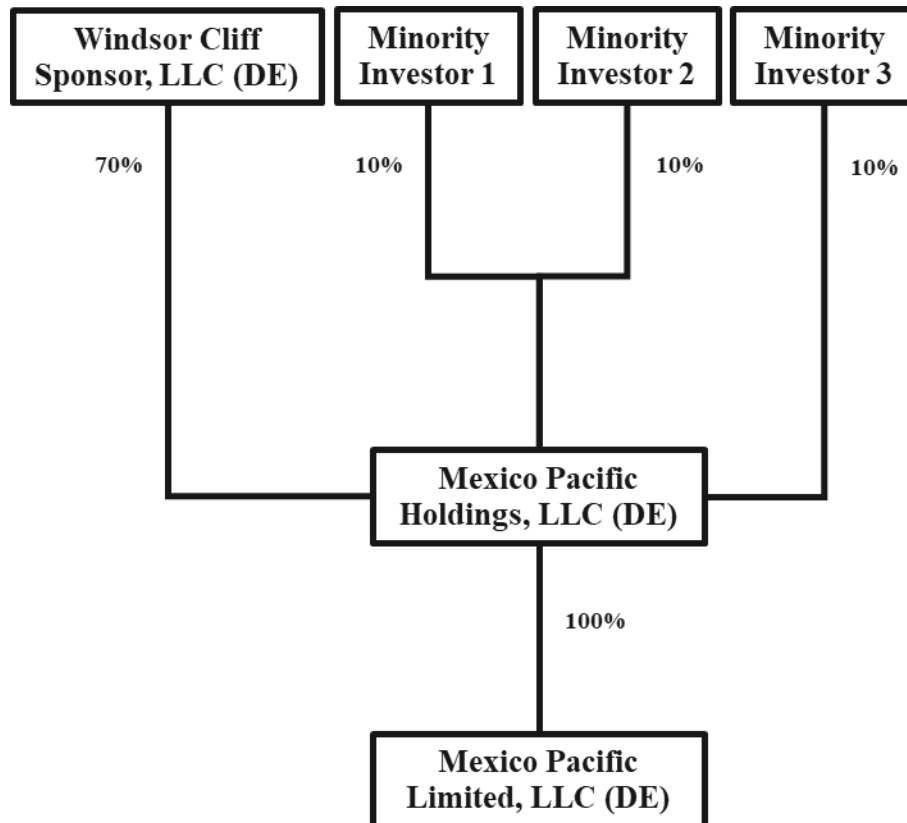 Windsor Cliff
Sponsor, LLC (DE)
Minority
Investor 1
Minority
Investor 2
Minority
Investor 3
70%
10%
10%
10%
Mexico Pacific
Holdings, LLC (DE)
100%
Mexico Pacific
Limited, LLC (DE)